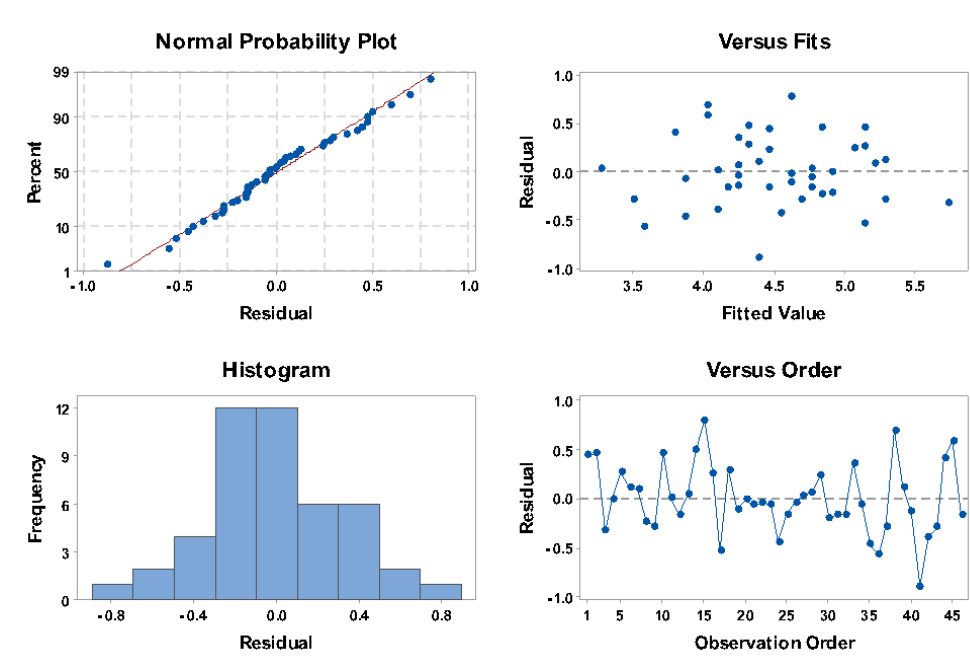 Normal Probability Plot
99
90
50
10
1
Percent
-1.0 -0.5 0.0 0.5 1.0
Residual
Versus Fits
1.0
0.5
0.0
-0.5
-1.0
Residual
3.5 4.0 4.5 5.0 5.5
Fitted Value
Histogram
12
9
6
3
0
Frequency
-0.8 -0.4 0.0 0.4 0.8
Residual
Versus Order
1.0
0.5
0.0
-0.5
-1.0
Residual
1 5 10 15 20 25 30 35 40 45
Observation Order